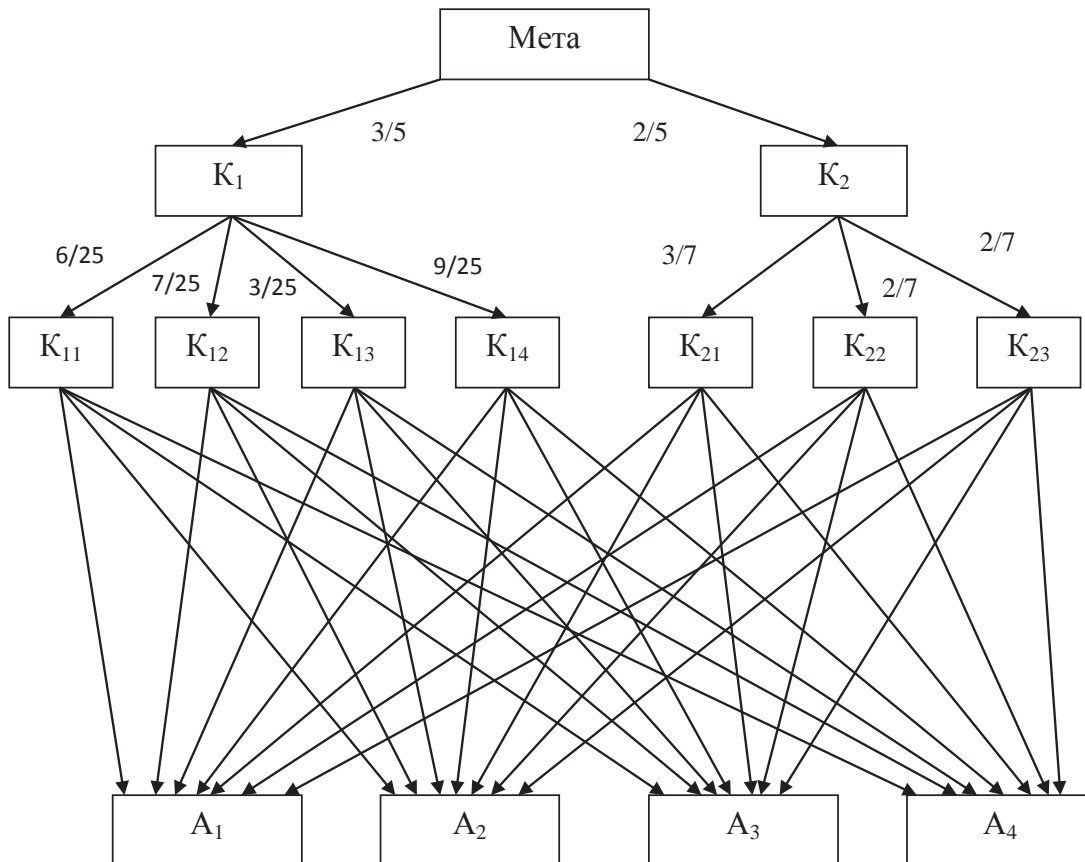 Мета
3/5 2/5
К₁ К₂
6/25 7/25 3/25 9/25 3/7 2/7 2/7
К₁₁ К₁₂ К₁₃ К₁₄ К₂₁ К₂₂ К₂₃
А₁ А₂ А₃ А₄